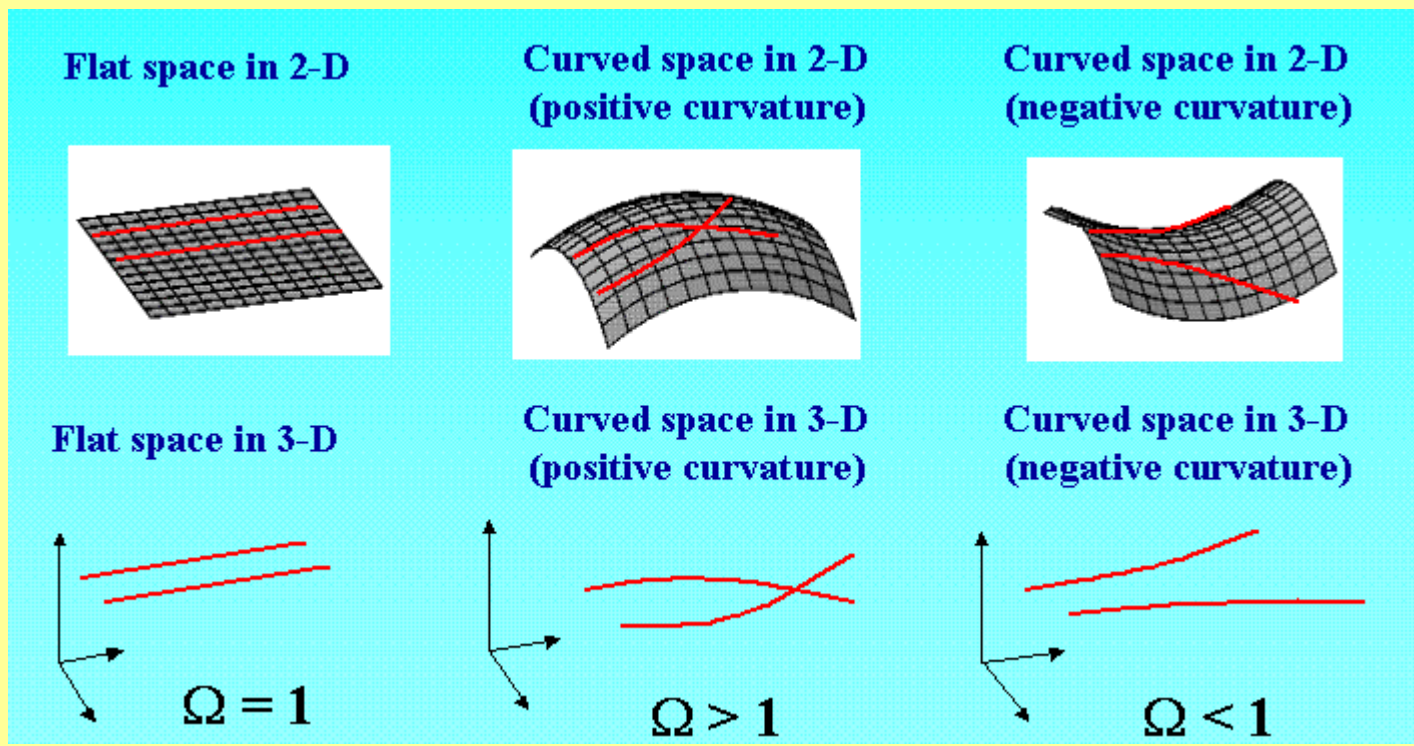 Flat space in 2-D
Curved space in 2-D
(positive curvature)
Curved space in 2-D
(negative curvature)
Flat space in 3-D
Curved space in 3-D
(positive curvature)
Curved space in 3-D
(negative curvature)
Ω = 1
Ω > 1
Ω < 1